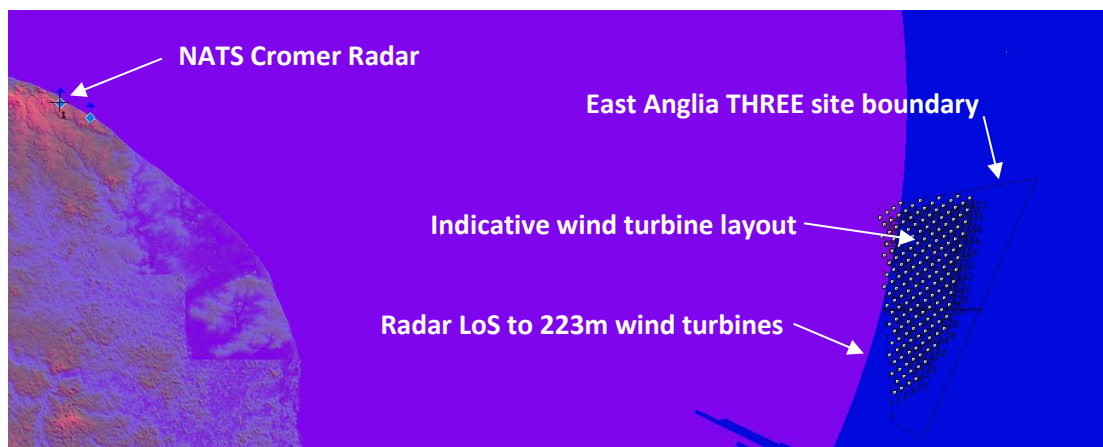 NATS Cromer Radar
East Anglia THREE site boundary
Indicative wind turbine layout
Radar LoS to 223m wind turbines